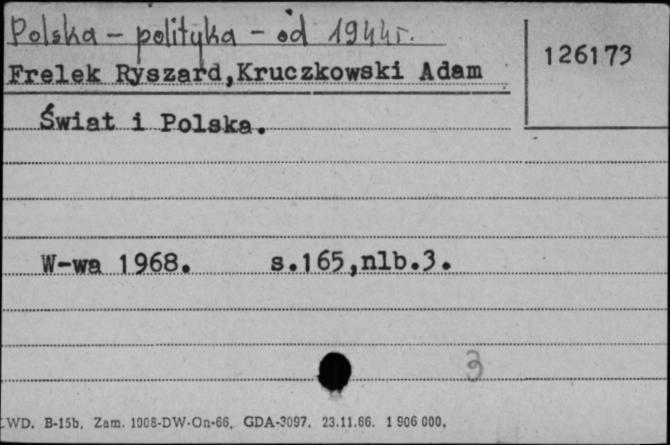 Polska - polityka - od 1944r.
126173
Frelek Ryszard,Kruczkowski Adam
Świat i Polska.
W-wa 1968. s.165,nlb.3.
3
WD. B-15b. Zam. 1008-DW-On-66. GDA-3097. 23.11.66. 1 906 000.